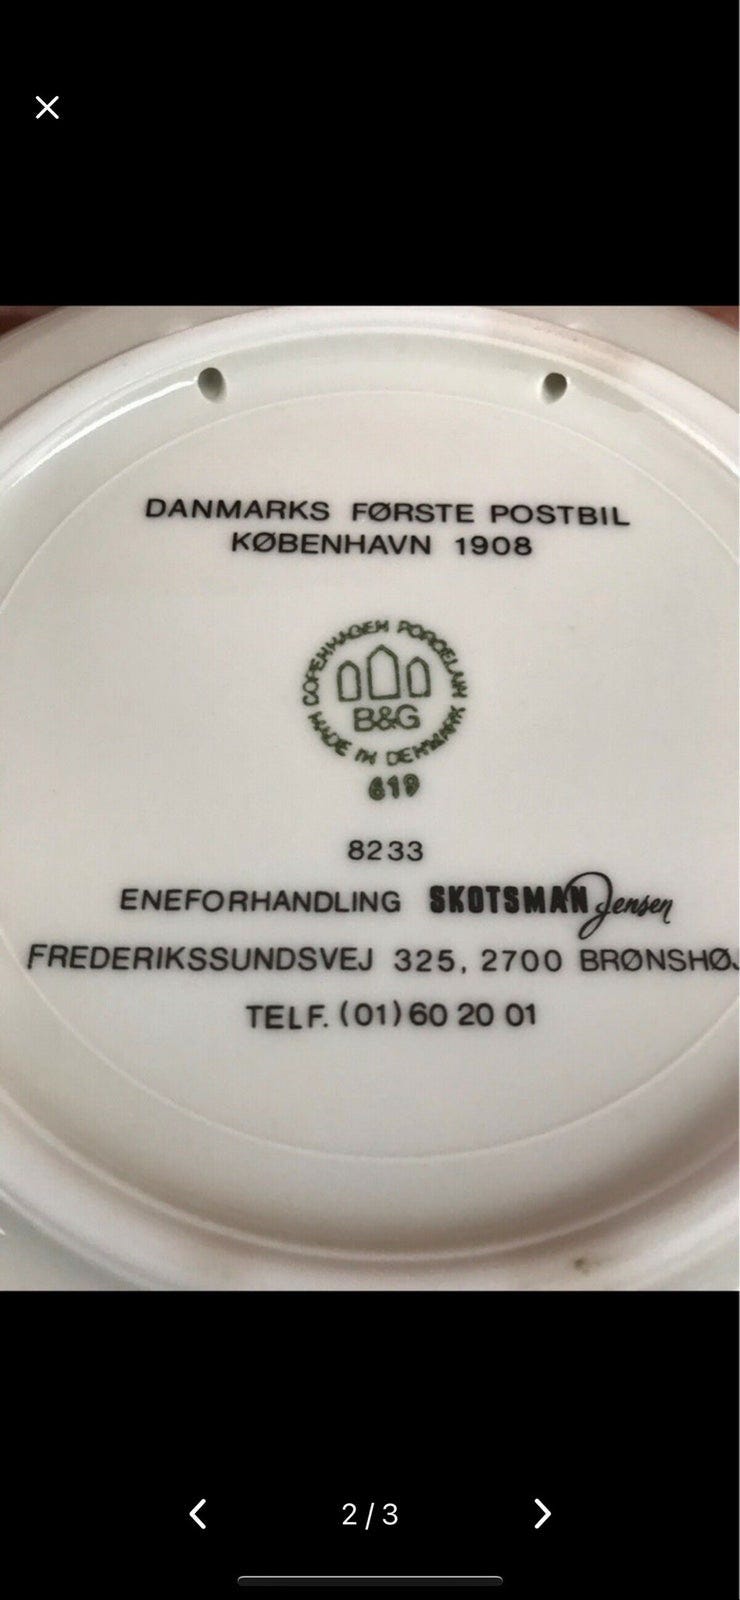 DANMARKS FØRSTE POSTBIL
KØBENHAVN 1908
COPENHAGEN PORCELAIN
B&G
MADE IN DENMARK
619
8233
ENEFORHANDLING SKOTSMAN Jensen
FREDERIKSSUNDSVEJ 325, 2700 BRØNSHØJ
TELF. (01) 60 20 01
2/3